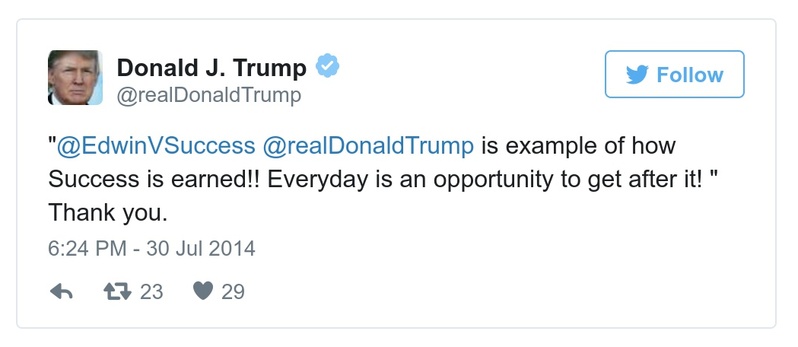 Donald J. Trump
@realDonaldTrump
Follow
"@EdwinVSuccess @realDonaldTrump is example of how
Success is earned!! Everyday is an opportunity to get after it! "
Thank you.
6:24 PM - 30 Jul 2014
23 29